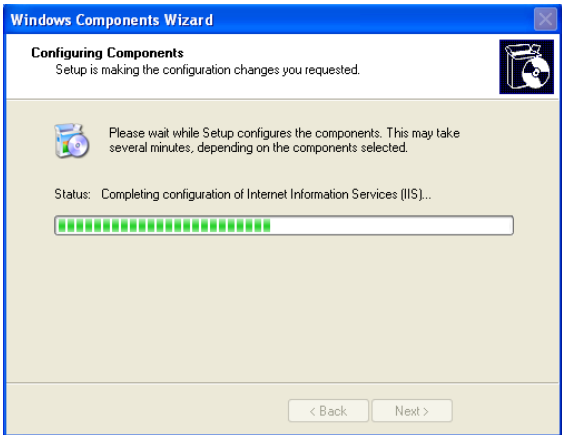 Windows Components Wizard
Configuring Components
Setup is making the configuration changes you requested.
Please wait while Setup configures the components. This may take
several minutes, depending on the components selected.
Status: Completing configuration of Internet Information Services (IIS)...
< Back Next >